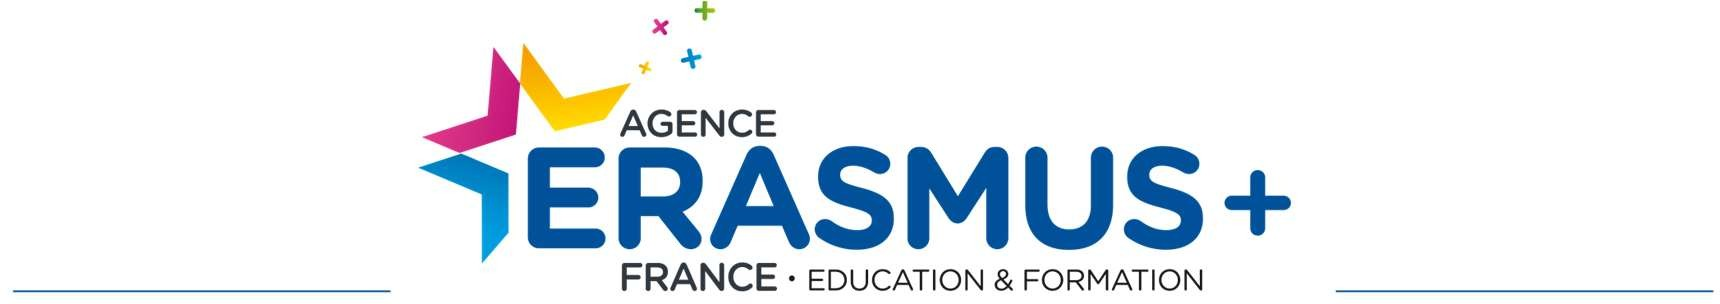 AGENCE
ERASMUS+
FRANCE • EDUCATION & FORMATION